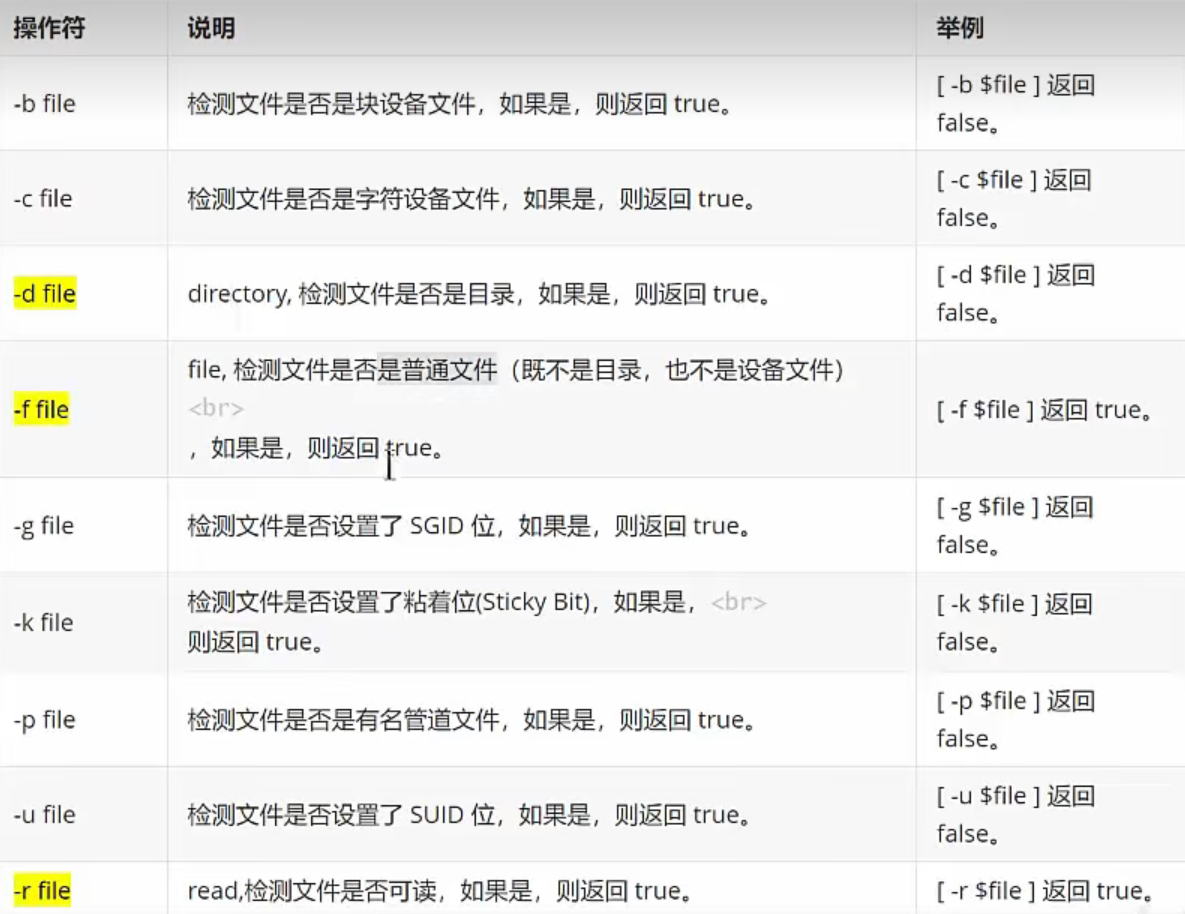 操作符 说明 举例
-b file 检测文件是否是块设备文件，如果是，则返回 true。 [ -b $file ] 返回
false。
-c file 检测文件是否是字符设备文件，如果是，则返回 true。 [ -c $file ] 返回
false。
-d file directory, 检测文件是否是目录，如果是，则返回 true。 [ -d $file ] 返回
false。
-f file file, 检测文件是否是普通文件（既不是目录，也不是设备文件）
<br>
，如果是，则返回 true。 [ -f $file ] 返回 true。
-g file 检测文件是否设置了 SGID 位，如果是，则返回 true。 [ -g $file ] 返回
false。
-k file 检测文件是否设置了粘着位(Sticky Bit)，如果是，<br>
则返回 true。 [ -k $file ] 返回
false。
-p file 检测文件是否是有名管道文件，如果是，则返回 true。 [ -p $file ] 返回
false。
-u file 检测文件是否设置了 SUID 位，如果是，则返回 true。 [ -u $file ] 返回
false。
-r file read,检测文件是否可读，如果是，则返回 true。 [ -r $file ] 返回 true。